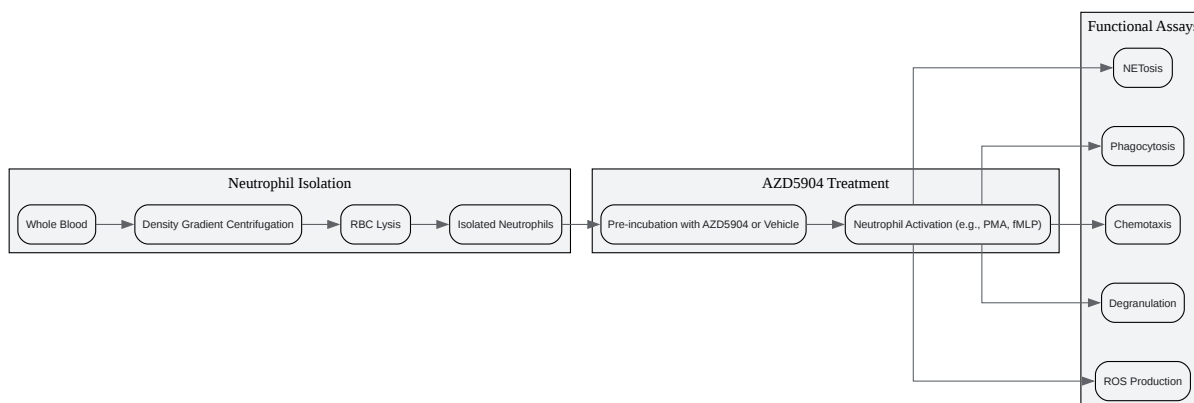 Neutrophil Isolation
Whole Blood
Density Gradient Centrifugation
RBC Lysis
Isolated Neutrophils
AZD5904 Treatment
Pre-incubation with AZD5904 or Vehicle
Neutrophil Activation (e.g., PMA, fMLP)
Functional Assays
NETosis
Phagocytosis
Chemotaxis
Degranulation
ROS Production